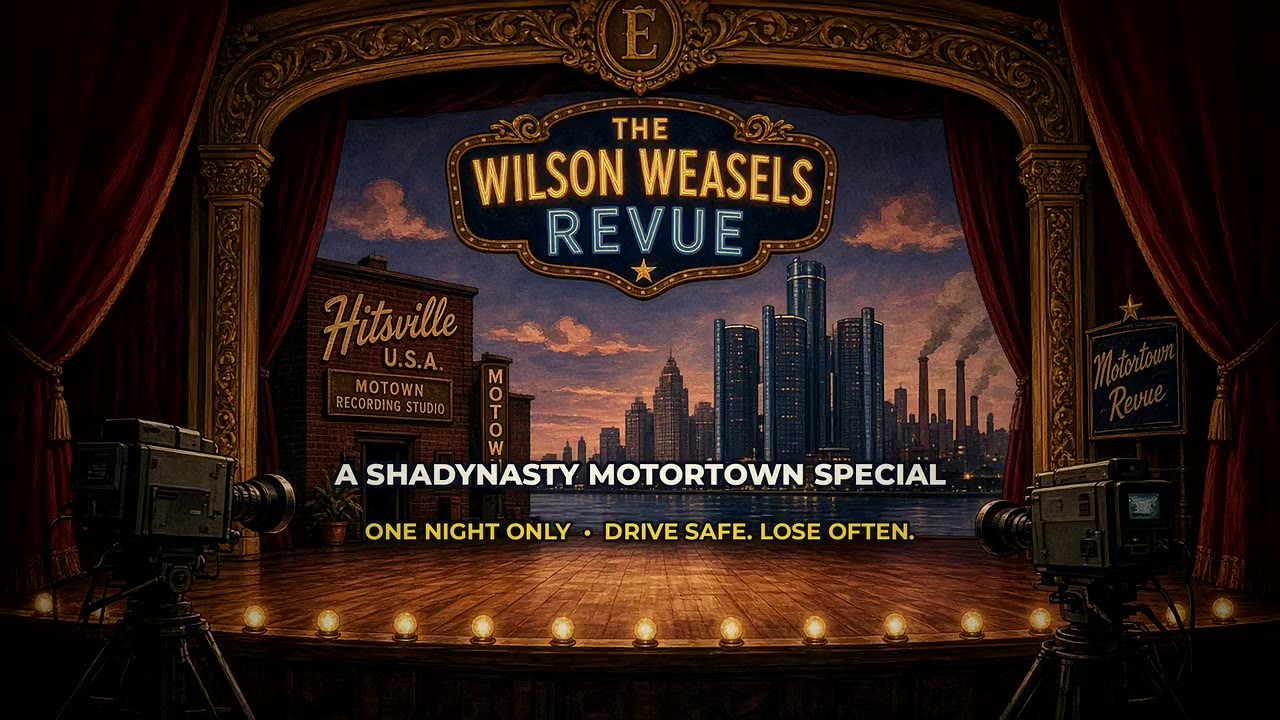 E
THE
WILSON WEASELS
REVUE
Hitsville
U.S.A.
MOTOWN
RECORDING STUDIO
MOTOW
Motortown
Revue
A SHADYNASTY MOTORTOWN SPECIAL
ONE NIGHT ONLY • DRIVE SAFE. LOSE OFTEN.